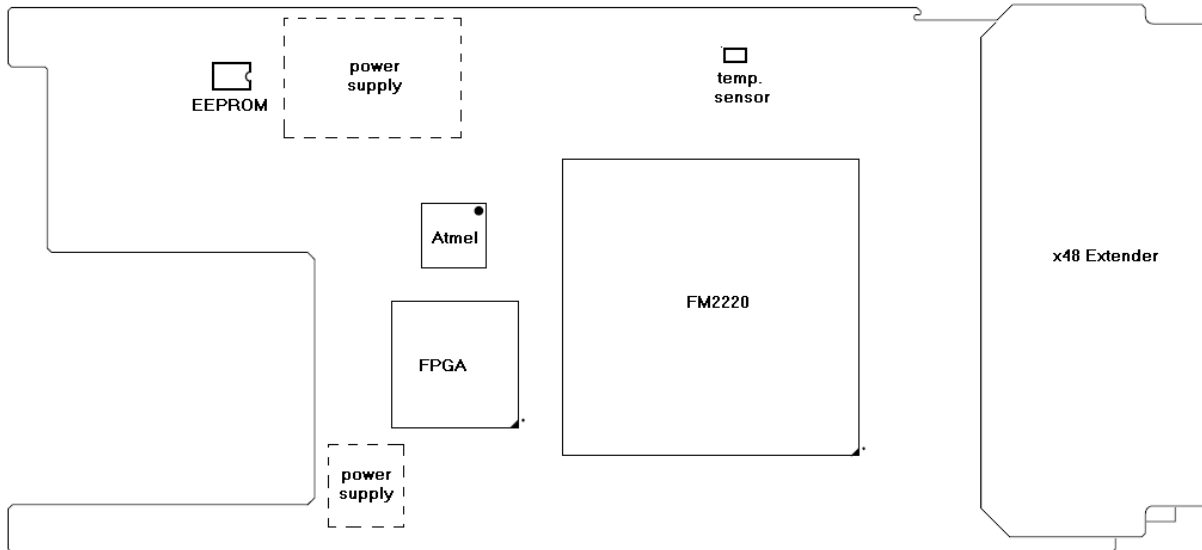 power
supply
EEPROM
temp.
sensor
Atmel
FM2220
x48 Extender
FPGA
power
supply